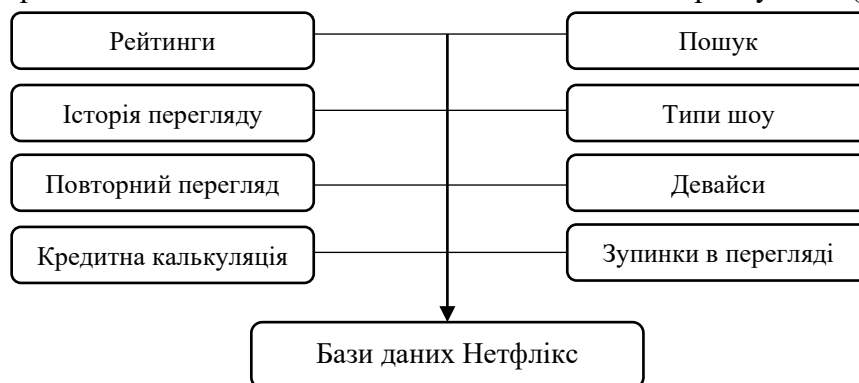 Рейтинги
Пошук
Історія перегляду
Типи шоу
Повторний перегляд
Девайси
Кредитна калькуляція
Зупинки в перегляді
Бази даних Нетфлікс